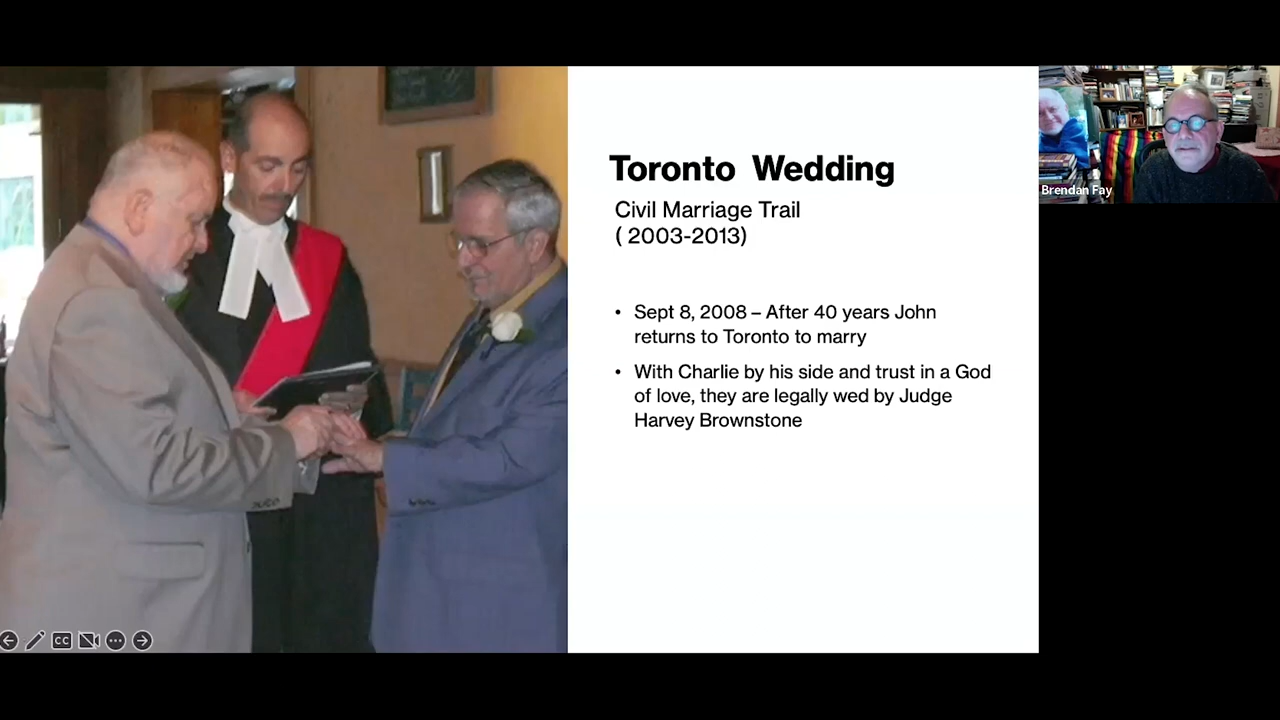 Toronto Wedding
Civil Marriage Trail
( 2003-2013)
• Sept 8, 2008 – After 40 years John
returns to Toronto to marry
• With Charlie by his side and trust in a God
of love, they are legally wed by Judge
Harvey Brownstone
Brendan Fay
CC